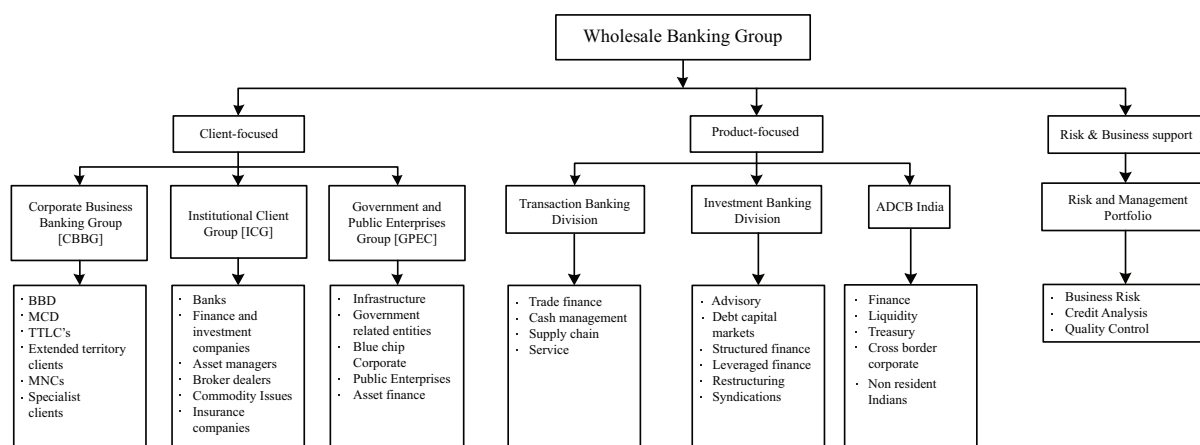 Wholesale Banking Group
Client-focused
Product-focused
Risk & Business support
Corporate Business
Banking Group
[CBBG]
Institutional Client
Group [ICG]
Government and
Public Enterprises
Group [GPEC]
Transaction Banking
Division
Investment Banking
Division
ADCB India
Risk and Management
Portfolio
· BBD
· MCD
· TTLC's
· Extended territory
clients
· MNCs
· Specialist
clients
· Banks
· Finance and
investment
companies
· Asset managers
· Broker dealers
· Commodity Issues
· Insurance
companies
· Infrastructure
· Government
related entities
· Blue chip
Corporate
· Public Enterprises
· Asset finance
· Trade finance
· Cash management
· Supply chain
· Service
· Advisory
· Debt capital
markets
· Structured finance
· Leveraged finance
· Restructuring
· Syndications
· Finance
· Liquidity
· Treasury
· Cross border
corporate
· Non resident
Indians
· Business Risk
· Credit Analysis
· Quality Control